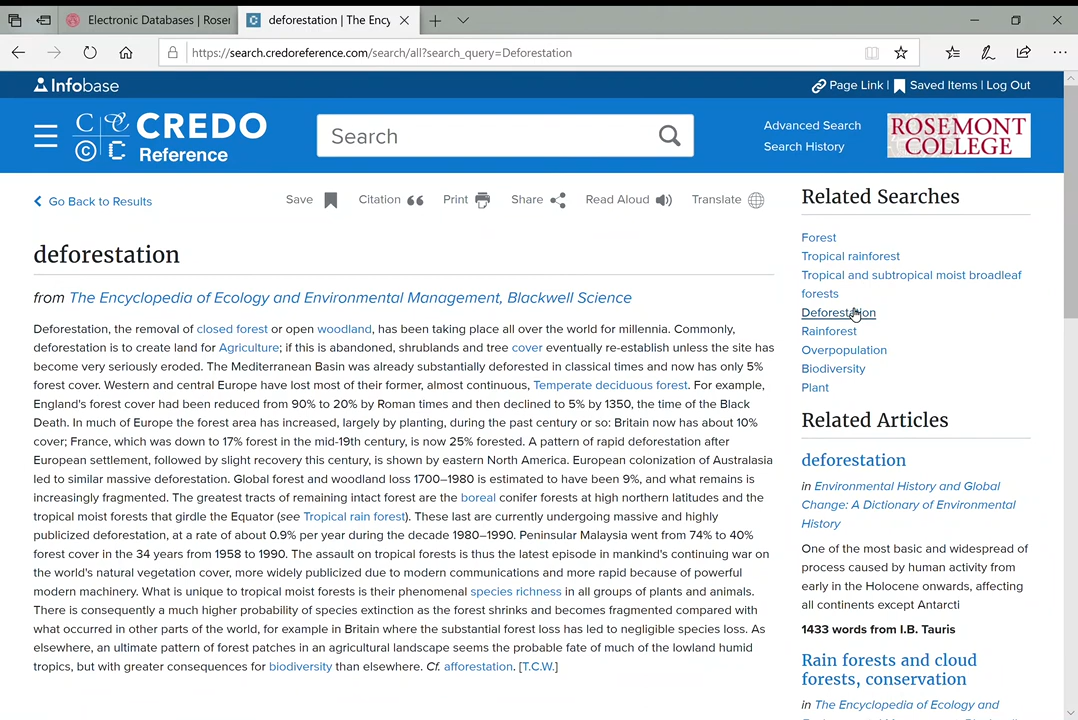 Electronic Databases | Roser
deforestation | The Ency
https://search.credoreference.com/search/all?search_query=Deforestation
Infobase
Page Link | Saved Items | Log Out
CREDO
Reference
Search
Advanced Search
Search History
ROSEMONT
COLLEGE
Go Back to Results
Save
Citation
Print
Share
Read Aloud
Translate
deforestation
from The Encyclopedia of Ecology and Environmental Management, Blackwell Science
Deforestation, the removal of closed forest or open woodland, has been taking place all over the world for millennia. Commonly,
deforestation is to create land for Agriculture; if this is abandoned, shrublands and tree cover eventually re-establish unless the site has
become very seriously eroded. The Mediterranean Basin was already substantially deforested in classical times and now has only 5%
forest cover. Western and central Europe have lost most of their former, almost continuous, Temperate deciduous forest. For example,
England's forest cover had been reduced from 90% to 20% by Roman times and then declined to 5% by 1350, the time of the Black
Death. In much of Europe the forest area has increased, largely by planting, during the past century or so: Britain now has about 10%
cover; France, which was down to 17% forest in the mid-19th century, is now 25% forested. A pattern of rapid deforestation after
European settlement, followed by slight recovery this century, is shown by eastern North America. European colonization of Australasia
led to similar massive deforestation. Global forest and woodland loss 1700–1980 is estimated to have been 9%, and what remains is
increasingly fragmented. The greatest tracts of remaining intact forest are the boreal conifer forests at high northern latitudes and the
tropical moist forests that girdle the Equator (see Tropical rain forest). These last are currently undergoing massive and highly
publicized deforestation, at a rate of about 0.9% per year during the decade 1980–1990. Peninsular Malaysia went from 74% to 40%
forest cover in the 34 years from 1958 to 1990. The assault on tropical forests is thus the latest episode in mankind's continuing war on
the world's natural vegetation cover, more widely publicized due to modern communications and more rapid because of powerful
modern machinery. What is unique to tropical moist forests is their phenomenal species richness in all groups of plants and animals.
There is consequently a much higher probability of species extinction as the forest shrinks and becomes fragmented compared with
what occurred in other parts of the world, for example in Britain where the substantial forest loss has led to negligible species loss. As
elsewhere, an ultimate pattern of forest patches in an agricultural landscape seems the probable fate of much of the lowland humid
tropics, but with greater consequences for biodiversity than elsewhere. Cf. afforestation. [T.C.W.]
Related Searches
Forest
Tropical rainforest
Tropical and subtropical moist broadleaf
forests
Deforestation
Rainforest
Overpopulation
Biodiversity
Plant
Related Articles
deforestation
in Environmental History and Global
Change: A Dictionary of Environmental
History
One of the most basic and widespread of
process caused by human activity from
early in the Holocene onwards, affecting
all continents except Antarcti
1433 words from I.B. Tauris
Rain forests and cloud
forests, conservation
in The Encyclopedia of Ecology and